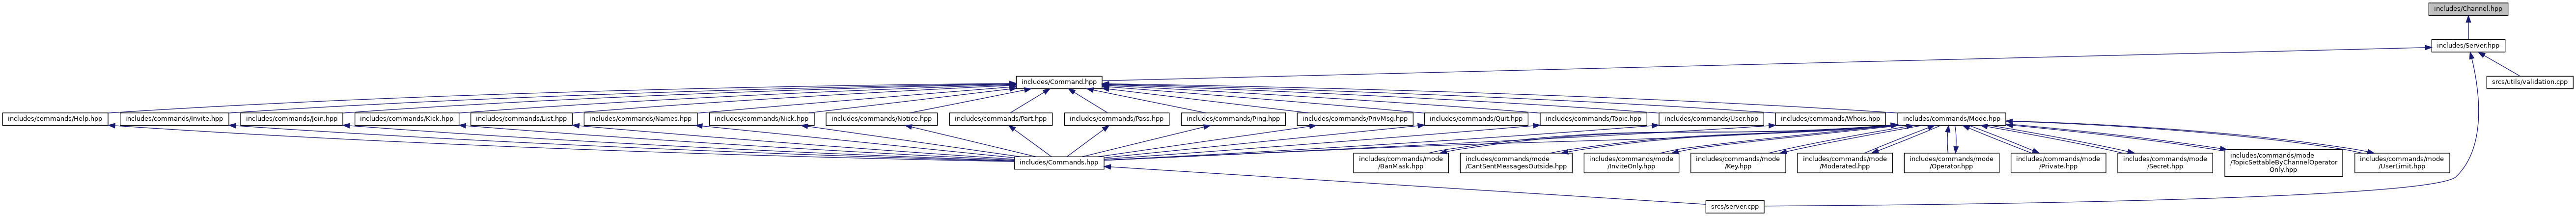 includes/Channel.hpp
includes/Server.hpp
includes/Command.hpp
srcs/utils/validation.cpp
includes/commands/Help.hpp
includes/commands/Invite.hpp
includes/commands/Join.hpp
includes/commands/Kick.hpp
includes/commands/List.hpp
includes/commands/Names.hpp
includes/commands/Nick.hpp
includes/commands/Notice.hpp
includes/commands/Part.hpp
includes/commands/Pass.hpp
includes/commands/Ping.hpp
includes/commands/PrivMsg.hpp
includes/commands/Quit.hpp
includes/commands/Topic.hpp
includes/commands/User.hpp
includes/commands/Whois.hpp
includes/commands/Mode.hpp
includes/Commands.hpp
includes/commands/mode
/BanMask.hpp
includes/commands/mode
/CantSentMessagesOutside.hpp
includes/commands/mode
/InviteOnly.hpp
includes/commands/mode
/Key.hpp
includes/commands/mode
/Moderated.hpp
includes/commands/mode
/Operator.hpp
includes/commands/mode
/Private.hpp
includes/commands/mode
/Secret.hpp
includes/commands/mode
/TopicSettableByChannelOperator
Only.hpp
includes/commands/mode
/UserLimit.hpp
srcs/server.cpp